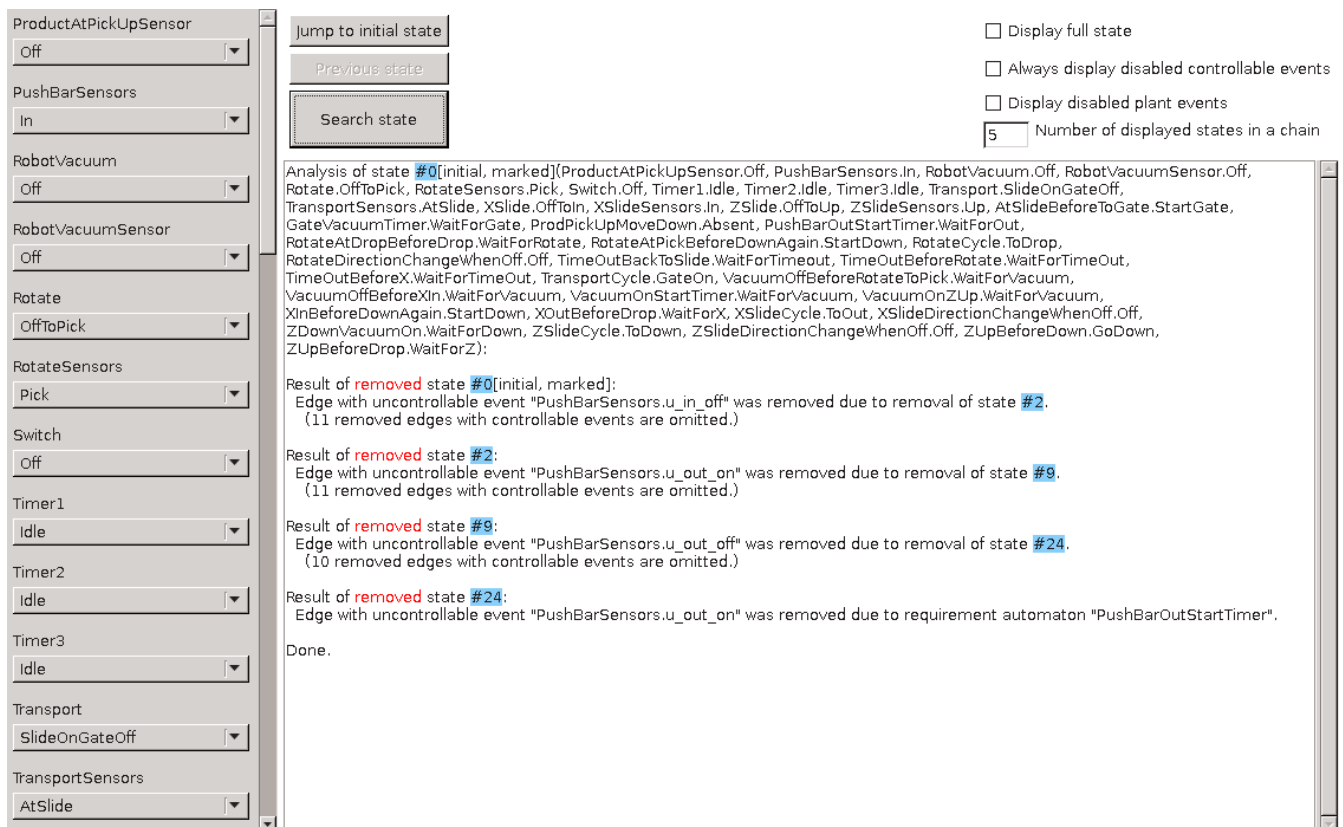 ProductAtPickUpSensor
Off
PushBarSensors
In
RobotVacuum
Off
RobotVacuumSensor
Off
Rotate
OffToPick
RotateSensors
Pick
Switch
Off
Timer1
Idle
Timer2
Idle
Timer3
Idle
Transport
SlideOnGateOff
TransportSensors
AtSlide
Jump to initial state
Previous state
Search state
Display full state
Always display disabled controllable events
Display disabled plant events
5 Number of displayed states in a chain
Analysis of state #0[initial, marked](ProductAtPickUpSensor.Off, PushBarSensors.In, RobotVacuum.Off, RobotVacuumSensor.Off,
Rotate.OffToPick, RotateSensors.Pick, Switch.Off, Timer1.Idle, Timer2.Idle, Timer3.Idle, Transport.SlideOnGateOff,
TransportSensors.AtSlide, XSlide.OffToIn, XSlideSensors.In, ZSlide.OffToUp, ZSlideSensors.Up, AtSlideBeforeToGate.StartGate,
GateVacuumTimer.WaitForGate, ProdPickUpMoveDown.Absent, PushBarOutStartTimer.WaitForOut,
RotateAtDropBeforeDrop.WaitForRotate, RotateAtPickBeforeDownAgain.StartDown, RotateCycle.ToDrop,
RotateDirectionChangeWhenOff.Off, TimeOutBackToSlide.WaitForTimeout, TimeOutBeforeRotate.WaitForTimeOut,
TimeOutBeforeX.WaitForTimeOut, TransportCycle.GateOn, VacuumOffBeforeRotateToPick.WaitForVacuum,
VacuumOffBeforeXIn.WaitForVacuum, VacuumOnStartTimer.WaitForVacuum, VacuumOnZUp.WaitForVacuum,
XInBeforeDownAgain.StartDown, XOutBeforeDrop.WaitForX, XSlideCycle.ToOut, XSlideDirectionChangeWhenOff.Off,
ZDownVacuumOn.WaitForDown, ZSlideCycle.ToDown, ZSlideDirectionChangeWhenOff.Off, ZUpBeforeDown.GoDown,
ZUpBeforeDrop.WaitForZ):
Result of removed state #0[initial, marked]:
Edge with uncontrollable event "PushBarSensors.u_in_off" was removed due to removal of state #2.
(11 removed edges with controllable events are omitted.)
Result of removed state #2:
Edge with uncontrollable event "PushBarSensors.u_out_on" was removed due to removal of state #9.
(11 removed edges with controllable events are omitted.)
Result of removed state #9:
Edge with uncontrollable event "PushBarSensors.u_out_off" was removed due to removal of state #24.
(10 removed edges with controllable events are omitted.)
Result of removed state #24:
Edge with uncontrollable event "PushBarSensors.u_out_on" was removed due to requirement automaton "PushBarOutStartTimer".
Done.